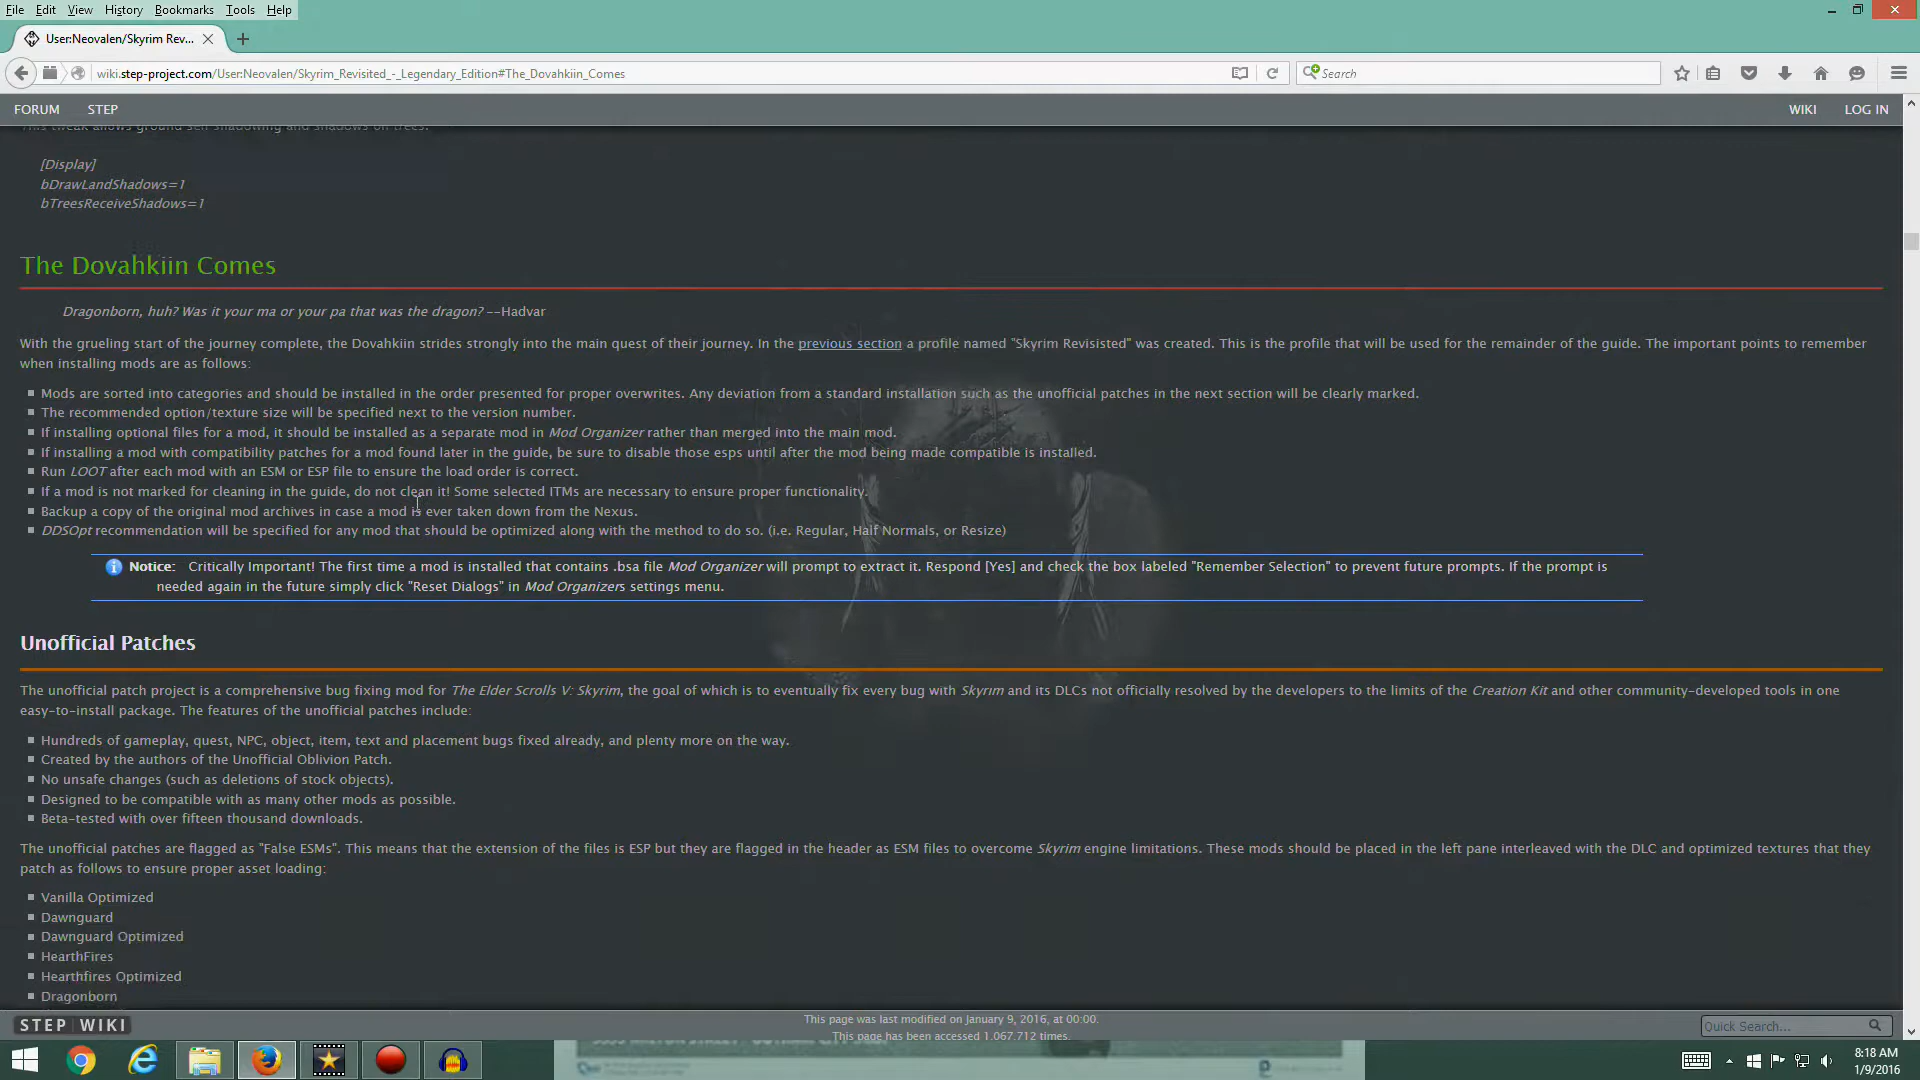 File Edit View History Bookmarks Tools Help
User:Neovalen/Skyrim Rev...
wiki.step-project.com/User:Neovalen/Skyrim_Revisited_-_Legendary_Edition#The_Dovahkiin_Comes
Search
FORUM STEP WIKI LOG IN
This tweak allows ground self shadowing and shadows on trees.
[Display]
bDrawLandShadows=1
bTreesReceiveShadows=1
The Dovahkiin Comes
Dragonborn, huh? Was it your ma or your pa that was the dragon? --Hadvar
With the grueling start of the journey complete, the Dovahkiin strides strongly into the main quest of their journey. In the previous section a profile named "Skyrim Revisisted" was created. This is the profile that will be used for the remainder of the guide. The important points to remember
when installing mods are as follows:
Mods are sorted into categories and should be installed in the order presented for proper overwrites. Any deviation from a standard installation such as the unofficial patches in the next section will be clearly marked.
The recommended option/texture size will be specified next to the version number.
If installing optional files for a mod, it should be installed as a separate mod in Mod Organizer rather than merged into the main mod.
If installing a mod with compatibility patches for a mod found later in the guide, be sure to disable those esps until after the mod being made compatible is installed.
Run LOOT after each mod with an ESM or ESP file to ensure the load order is correct.
If a mod is not marked for cleaning in the guide, do not clean it! Some selected ITMs are necessary to ensure proper functionality.
Backup a copy of the original mod archives in case a mod is ever taken down from the Nexus.
DDSOpt recommendation will be specified for any mod that should be optimized along with the method to do so. (i.e. Regular, Half Normals, or Resize)
Notice: Critically Important! The first time a mod is installed that contains .bsa file Mod Organizer will prompt to extract it. Respond [Yes] and check the box labeled "Remember Selection" to prevent future prompts. If the prompt is
needed again in the future simply click "Reset Dialogs" in Mod Organizers settings menu.
Unofficial Patches
The unofficial patch project is a comprehensive bug fixing mod for The Elder Scrolls V: Skyrim, the goal of which is to eventually fix every bug with Skyrim and its DLCs not officially resolved by the developers to the limits of the Creation Kit and other community-developed tools in one
easy-to-install package. The features of the unofficial patches include:
Hundreds of gameplay, quest, NPC, object, item, text and placement bugs fixed already, and plenty more on the way.
Created by the authors of the Unofficial Oblivion Patch.
No unsafe changes (such as deletions of stock objects).
Designed to be compatible with as many other mods as possible.
Beta-tested with over fifteen thousand downloads.
The unofficial patches are flagged as "False ESMs". This means that the extension of the files is ESP but they are flagged in the header as ESM files to overcome Skyrim engine limitations. These mods should be placed in the left pane interleaved with the DLC and optimized textures that they
patch as follows to ensure proper asset loading:
Vanilla Optimized
Dawnguard
Dawnguard Optimized
HearthFires
Hearthfires Optimized
Dragonborn
STEP WIKI
This page was last modified on January 9, 2016, at 00:00.
This page has been accessed 1,067,712 times.
Quick Search...
8:18 AM
1/9/2016